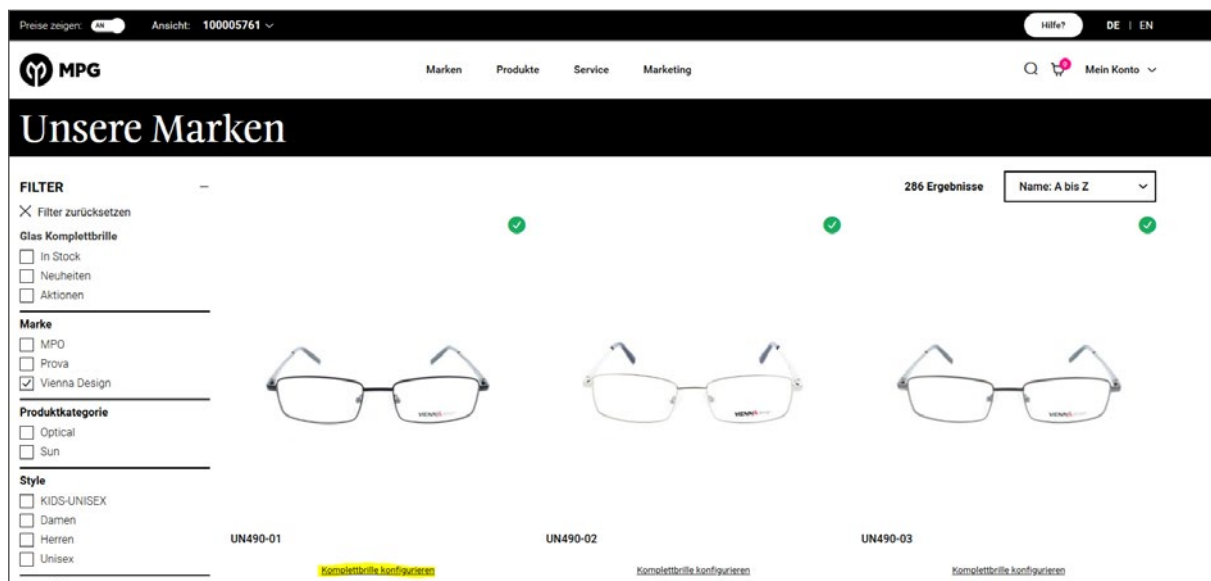 Preise zeigen: AN Ansicht: 100005761 Hilfe? DE | EN
MPG Marken Produkte Service Marketing 0 Mein Konto
Unsere Marken
FILTER 286 Ergebnisse Name: A bis Z
Filter zurücksetzen
Glas Komplettbrille
In Stock
Neuheiten
Aktionen
Marke
MPO
Prova
Vienna Design
Produktkategorie
Optical
Sun
Style
KIDS-UNISEX
Damen
Herren
Unisex
UN490-01 UN490-02 UN490-03
Komplettbrille konfigurieren Komplettbrille konfigurieren Komplettbrille konfigurieren